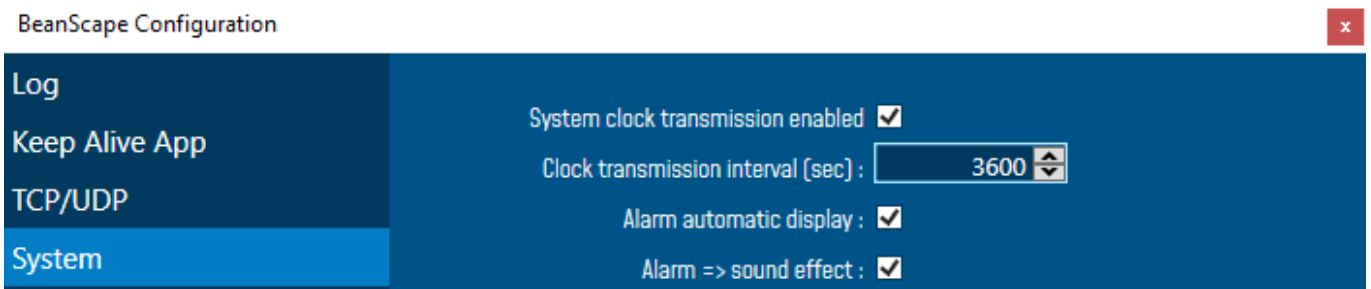 BeanScape Configuration
x
Log
Keep Alive App
TCP/UDP
System
System clock transmission enabled
Clock transmission interval (sec) : 3600
Alarm automatic display :
Alarm => sound effect :